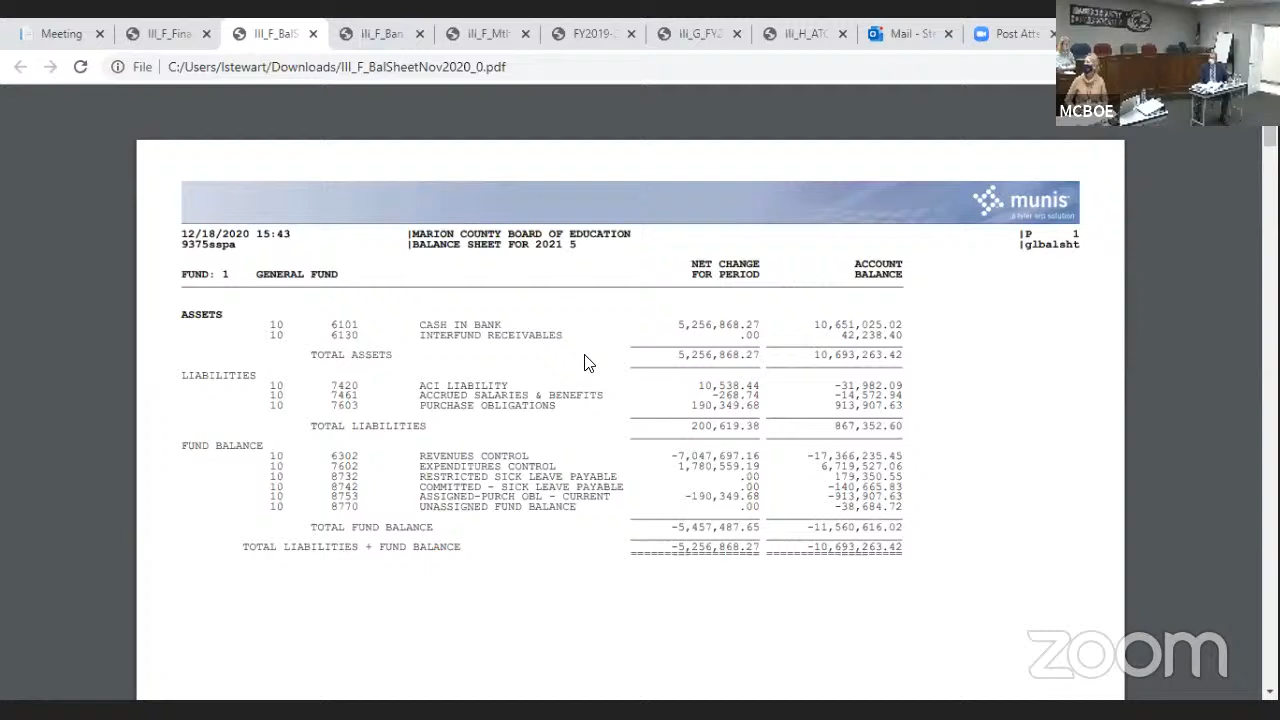 Meeting III_F_Fina III_F_BalS iIi_F_Ban iIi_F_Mth FY2019- iIi_G_FY2 iIi_H_ATC Mail - Ste Post Atte
File C:/Users/lstewart/Downloads/III_F_BalSheetNov2020_0.pdf
MCBOE
munis
a tyler erp solution
12/18/2020 15:43 |MARION COUNTY BOARD OF EDUCATION |P 1
9375sspa |BALANCE SHEET FOR 2021 5 |glbalsht
NET CHANGE ACCOUNT
FUND: 1 GENERAL FUND FOR PERIOD BALANCE
ASSETS
10 6101 CASH IN BANK 5,256,868.27 10,651,025.02
10 6130 INTERFUND RECEIVABLES .00 42,238.40
TOTAL ASSETS 5,256,868.27 10,693,263.42
LIABILITIES
10 7420 ACI LIABILITY 10,538.44 -31,982.09
10 7461 ACCRUED SALARIES & BENEFITS -268.74 -14,572.94
10 7603 PURCHASE OBLIGATIONS 190,349.68 913,907.63
TOTAL LIABILITIES 200,619.38 867,352.60
FUND BALANCE
10 6302 REVENUES CONTROL -7,047,697.16 -17,366,235.45
10 7602 EXPENDITURES CONTROL 1,780,559.19 6,719,527.06
10 8732 RESTRICTED SICK LEAVE PAYABLE .00 179,350.55
10 8742 COMMITTED - SICK LEAVE PAYABLE .00 -140,665.83
10 8753 ASSIGNED-PURCH OBL - CURRENT -190,349.68 -913,907.63
10 8770 UNASSIGNED FUND BALANCE .00 -38,684.72
TOTAL FUND BALANCE -5,457,487.65 -11,560,616.02
TOTAL LIABILITIES + FUND BALANCE -5,256,868.27 -10,693,263.42
zoom